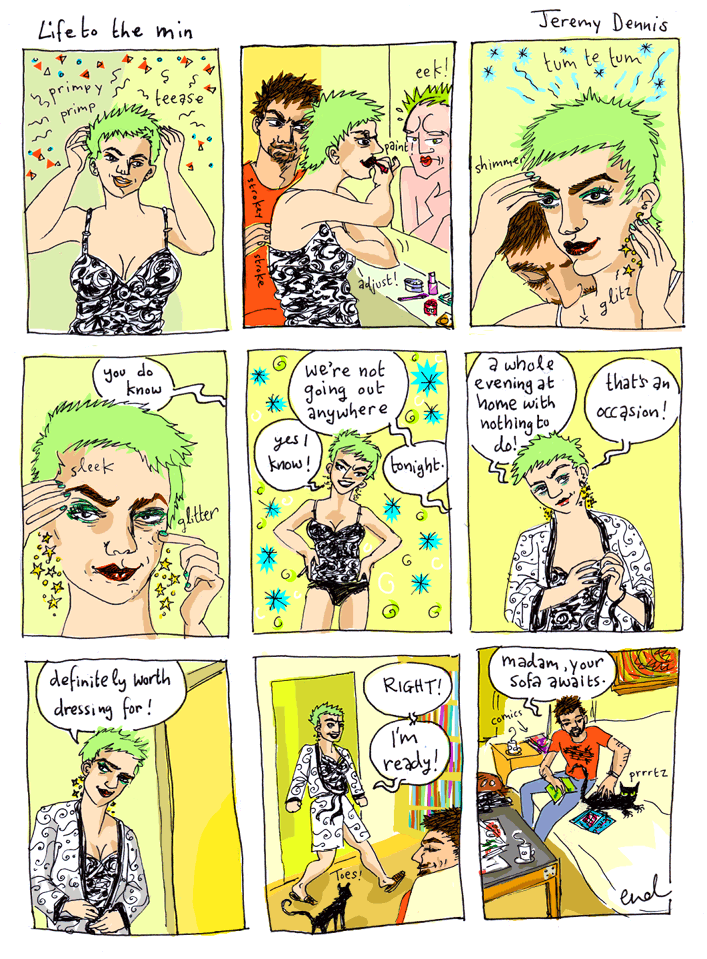 Life to the min
Jeremy Dennis
primpy
primp
teease
eek!
paint!
stroke
stroke
adjust!
tum te tum
shimmer
glitz
x
you do
know
sleek
glitter
we're not
going out
anywhere
yes I
know!
tonight.
a whole
evening at
home with
nothing to
do!
that's an
occasion!
definitely worth
dressing for!
RIGHT!
I'm
ready!
Toes!
madam, your
sofa awaits.
comics
prrrtz
end